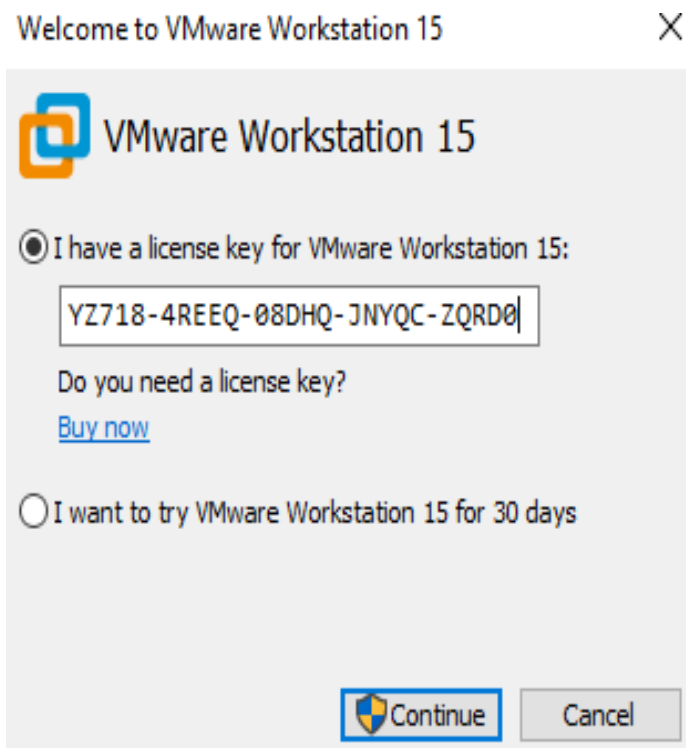 Welcome to VMware Workstation 15
VMware Workstation 15
I have a license key for VMware Workstation 15:
YZ718-4REEQ-08DHQ-JNYQC-ZQRD0
Do you need a license key?
Buy now
I want to try VMware Workstation 15 for 30 days
Continue Cancel